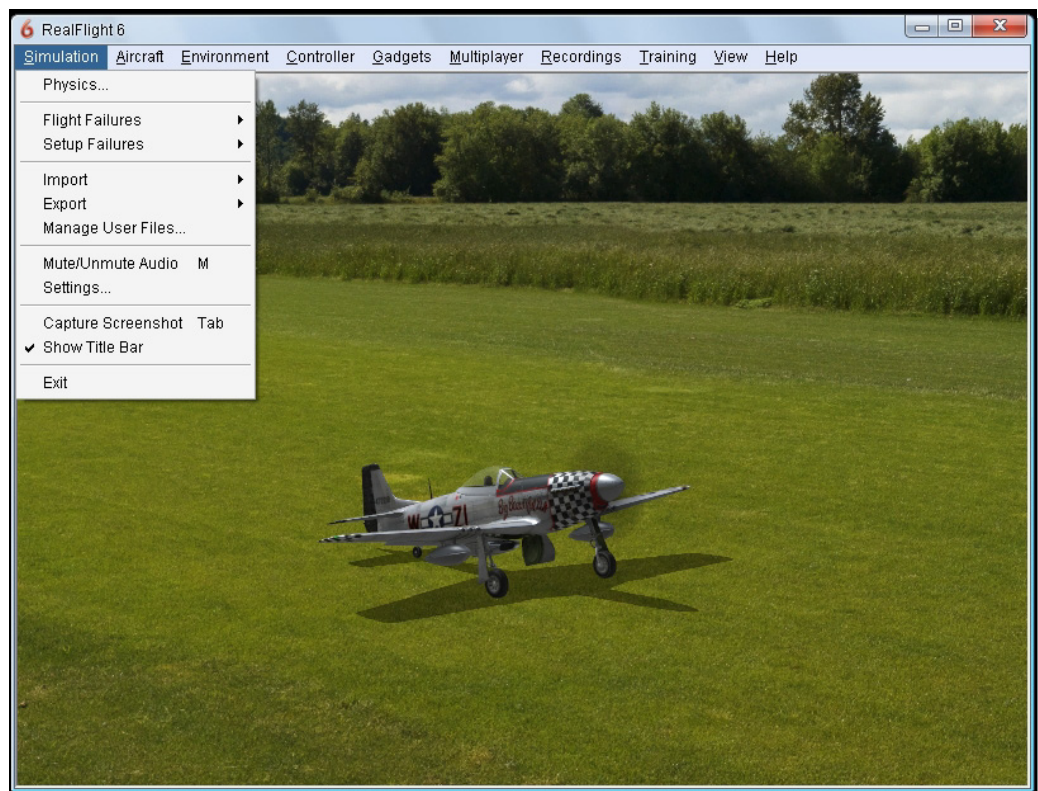 6 RealFlight 6
Simulation Aircraft Environment Controller Gadgets Multiplayer Recordings Training View Help
Physics...
Flight Failures
Setup Failures
Import
Export
Manage User Files...
Mute/Unmute Audio M
Settings...
Capture Screenshot Tab
Show Title Bar
Exit
W ZI